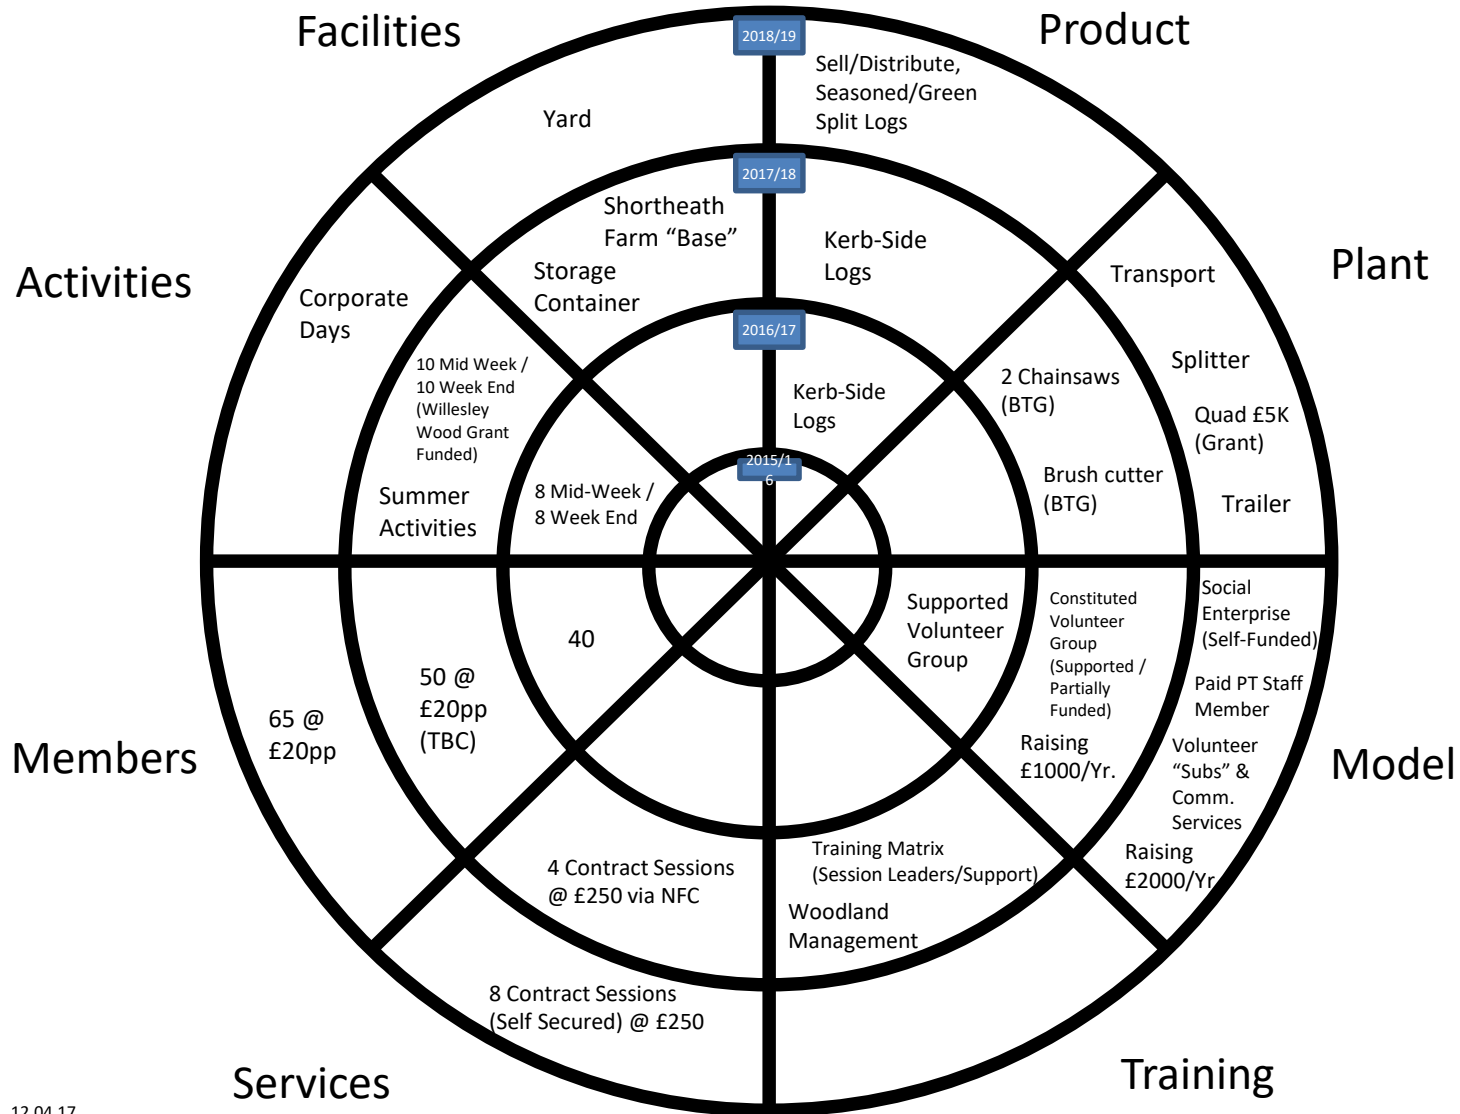 Facilities
Product
2018/19
Sell/Distribute,
Seasoned/Green
Split Logs
Yard
2017/18
Shortheath
Farm “Base”
Kerb-Side
Logs
Storage
Container
Activities
Plant
Transport
Corporate
Days
2016/17
10 Mid Week /
10 Week End
(Willesley
Wood Grant
Funded)
Splitter
2 Chainsaws
(BTG)
Kerb-Side
Logs
Quad £5K
(Grant)
2015/1
6
Summer
Activities
8 Mid-Week /
8 Week End
Brush cutter
(BTG)
Trailer
Social
Enterprise
(Self-Funded)
Supported
Volunteer
Group
Constituted
Volunteer
Group
(Supported /
Partially
Funded)
40
50 @
£20pp
(TBC)
Paid PT Staff
Member
65 @
£20pp
Members
Model
Raising
£1000/Yr.
Volunteer
“Subs” &
Comm.
Services
Raising
£2000/Yr
4 Contract Sessions
@ £250 via NFC
Training Matrix
(Session Leaders/Support)
Woodland
Management
8 Contract Sessions
(Self Secured) @ £250
Services
Training
12.04.17